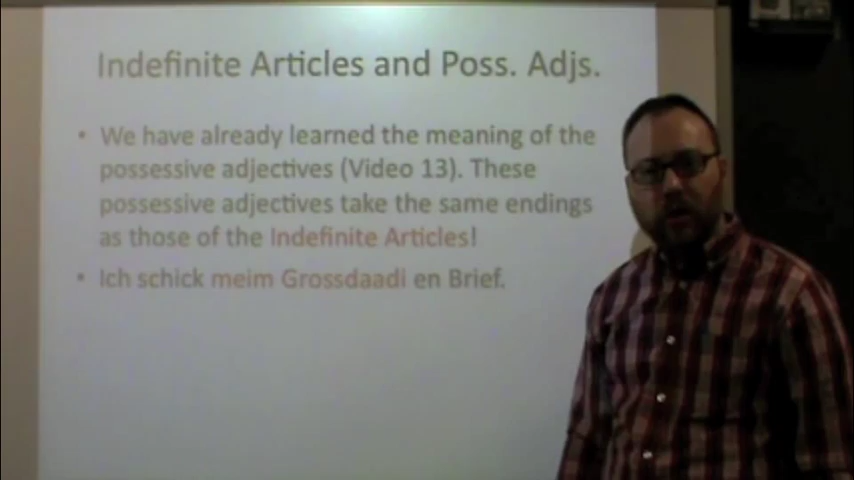 Indefinite Articles and Poss. Adjs.
• We have already learned the meaning of the
possessive adjectives (Video 13). These
possessive adjectives take the same endings
as those of the Indefinite Articles!
• Ich schick meim Grossdaadi en Brief.